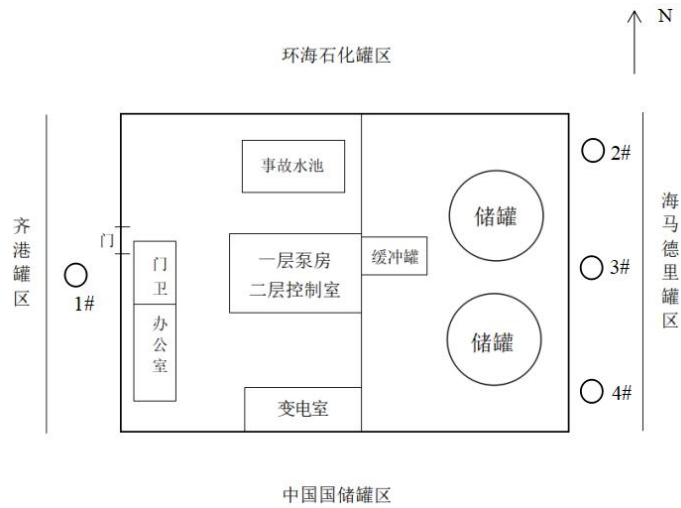 N
环海石化罐区
2#
事故水池
储罐
齐港罐区
海马德里罐区
门
门卫
一层泵房
二层控制室
缓冲罐
3#
1#
办公室
储罐
4#
变电室
中国国储罐区